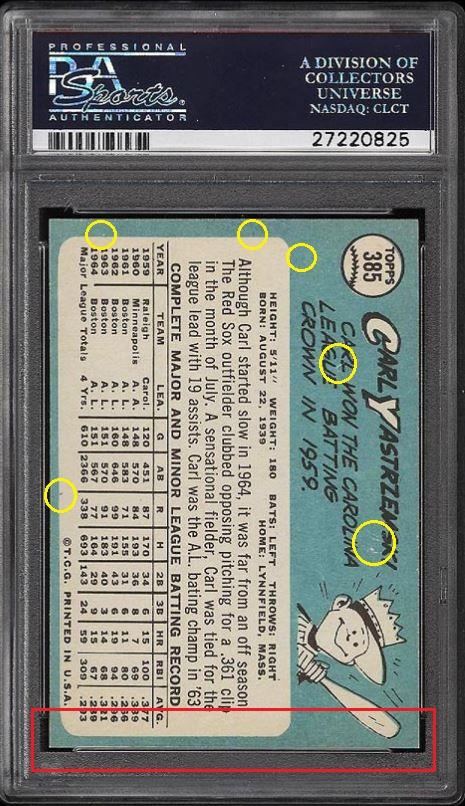 PROFESSIONAL
PSA
Sports
AUTHENTICATOR
A DIVISION OF
COLLECTORS
UNIVERSE
NASDAQ: CLCT
27220825
TOPPS
385
CARL YASTRZEMSKI
CARL WON THE CAROLINA
LEAGUE BATTING
CROWN IN 1959.
HEIGHT: 5'11" WEIGHT: 180 BATS: LEFT THROWS: RIGHT
BORN: AUGUST 22, 1939 HOME: LYNNFIELD, MASS.
Although Carl started slow in 1964, it was far from an off season
The Red Sox outfielder clubbed opposing pitching for a .361 clip
in the month of July. A sensational fielder, Carl was tied for the
league lead with 19 assists. Carl was the A.L. batting champ in '63
COMPLETE MAJOR AND MINOR LEAGUE BATTING RECORD
YEAR TEAM LEA. G AB R H 2B 3B HR RBI AVG.
1959 Raleigh Carol. 120 451 87 170 34 6 15 100 .377
1960 Minneapolis A. A. 148 570 84 193 36 8 7 69 .339
1961 Boston A. L. 148 583 71 155 31 6 11 80 .266
1962 Boston A. L. 160 646 99 191 43 6 19 94 .296
1963 Boston A. L. 151 570 91 183 40 3 14 68 .321
1964 Boston A. L. 151 567 77 164 29 9 15 67 .289
Major League Totals 4 Yrs. 610 2366 338 693 143 24 59 309 .293
©T.C.G. PRINTED IN U.S.A.